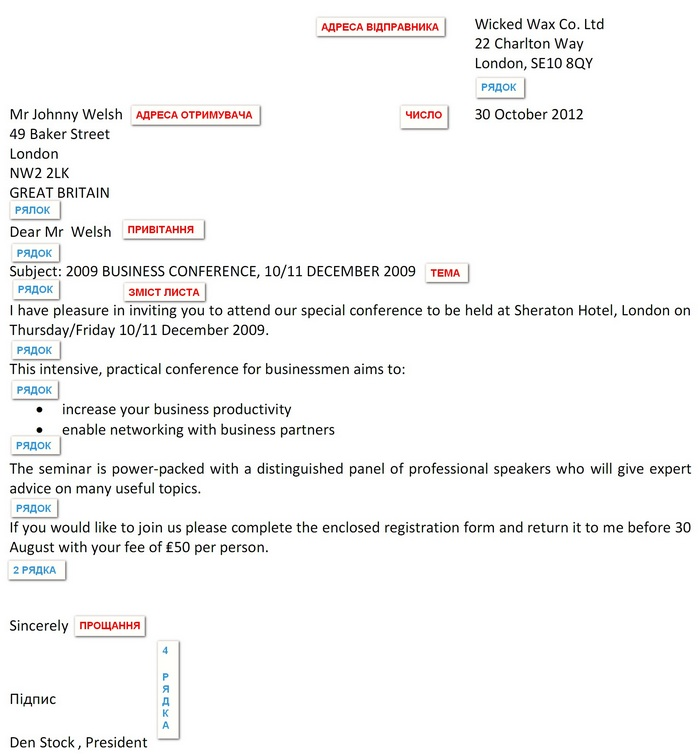 АДРЕСА ВІДПРАВНИКА Wicked Wax Co. Ltd
22 Charlton Way
London, SE10 8QY
РЯДОК
Mr Johnny Welsh АДРЕСА ОТРИМУВАЧА ЧИСЛО 30 October 2012
49 Baker Street
London
NW2 2LK
GREAT BRITAIN
РЯЛОК
Dear Mr Welsh ПРИВІТАННЯ
РЯДОК
Subject: 2009 BUSINESS CONFERENCE, 10/11 DECEMBER 2009 ТЕМА
РЯДОК ЗМІСТ ЛИСТА
I have pleasure in inviting you to attend our special conference to be held at Sheraton Hotel, London on
Thursday/Friday 10/11 December 2009.
РЯДОК
This intensive, practical conference for businessmen aims to:
РЯДОК
• increase your business productivity
• enable networking with business partners
РЯДОК
The seminar is power-packed with a distinguished panel of professional speakers who will give expert
advice on many useful topics.
РЯДОК
If you would like to join us please complete the enclosed registration form and return it to me before 30
August with your fee of £50 per person.
2 РЯДКА
Sincerely ПРОЩАННЯ
4 РЯДКА
Підпис
Den Stock , President